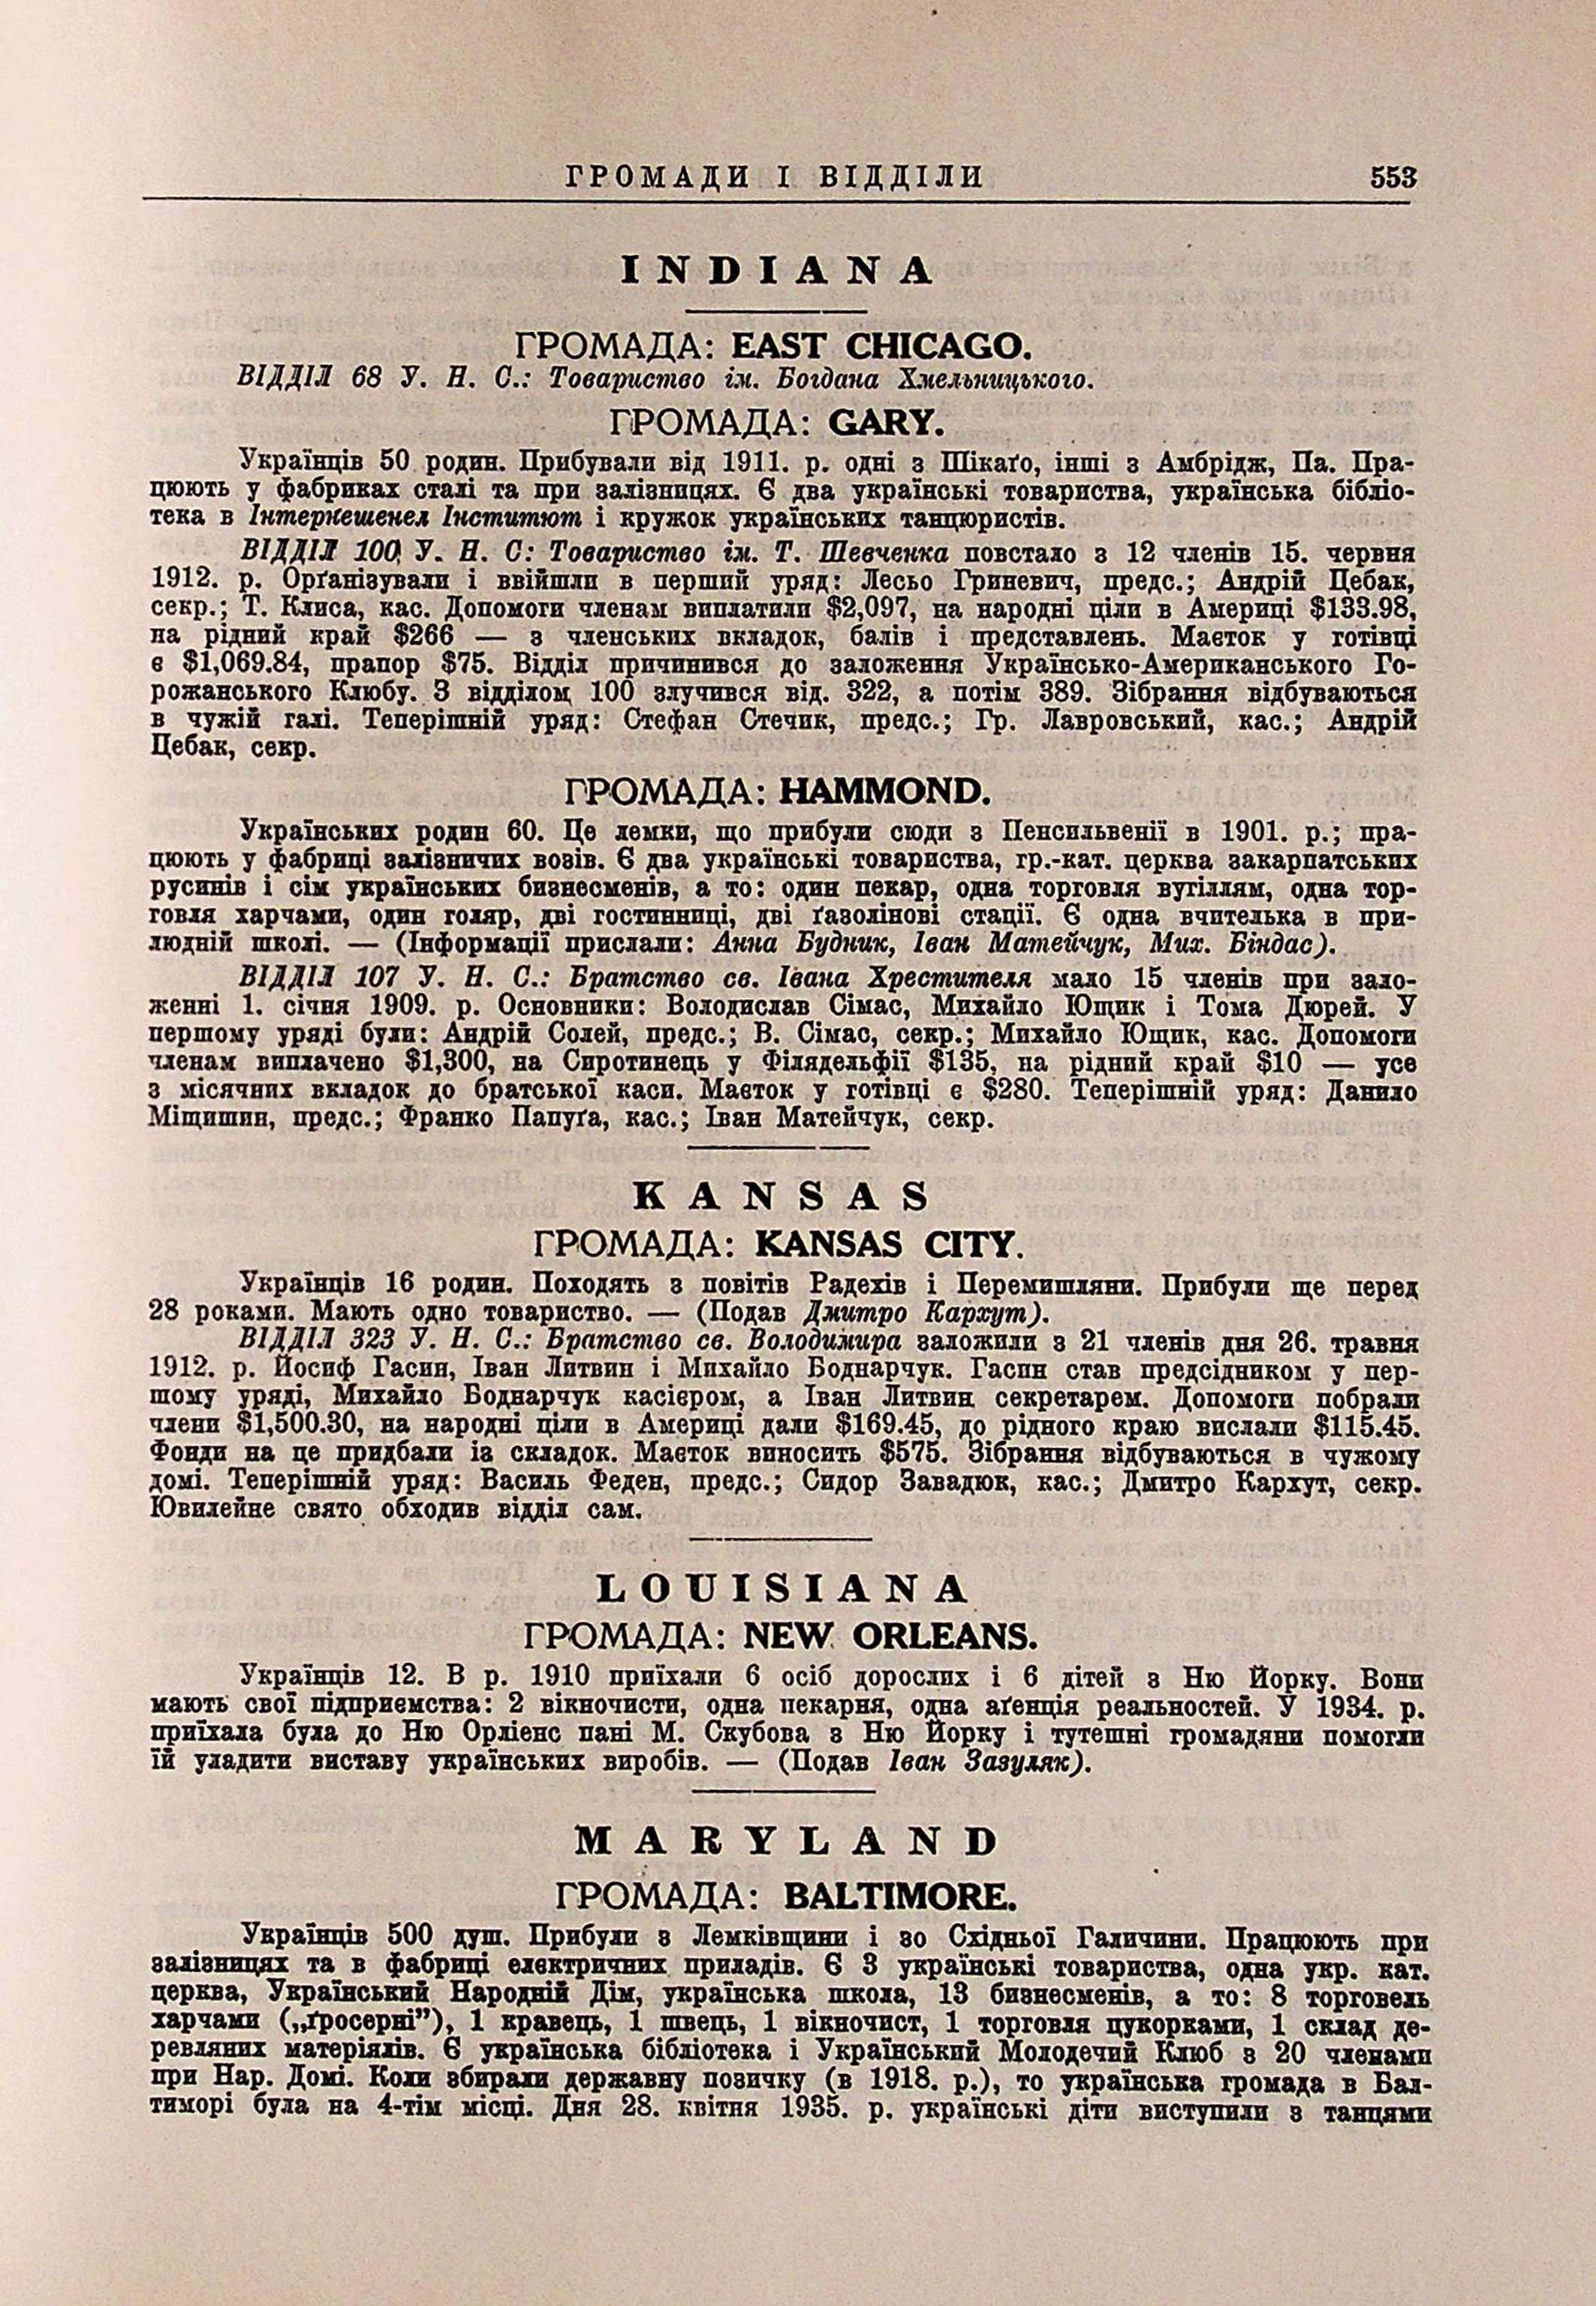 ГРОМАДИ І ВІДДІЛИ 553
INDIANA
ГРОМАДА: EAST CHICAGO.
ВІДДІЛ 68 У. Н. С.: Товариство ім. Богдана Хмельницького.
ГРОМАДА: GARY.
Українців 50 родин. Прибували від 1911. р. одні з Шікаґо, інші з Амбрідж, Па. Пра-
цюють у фабриках сталі та при залізницях. Є два українські товариства, українська бібліо-
тека в Інтернешенел Інститют і кружок українських танцюристів.
ВІДДІЛ 100 У. Н. С: Товариство ім. Т. Шевченка повстало з 12 членів 15. червня
1912. р. Орґанізували і ввійшли в перший уряд: Лесьо Гриневич, предс.; Андрій Цебак,
секр.; Т. Клиса, кас. Допомоги членам виплатили $2,097, на народні ціли в Америці $133.98,
на рідний край $266 — з членських вкладок, балів і представлень. Маєток у готівці
є $1,069.84, прапор $75. Відділ причинився до заложення Українсько-Американського Го-
рожанського Клюбу. З відділом 100 злучився від. 322, а потім 389. Зібрання відбуваються
в чужій галі. Теперішній уряд: Стефан Стечик, предс.; Гр. Лавровський, кас.; Андрій
Цебак, секр.
ГРОМАДА: HAMMOND.
Українських родин 60. Це лемки, що прибули сюди з Пенсильвенії в 1901. р.; пра-
цюють у фабриці залізничих возів. Є два українські товариства, гр.-кат. церква закарпатських
русинів і сім українських бизнесменів, а то: один пекар, одна торговля вугіллям, одна тор-
говля харчами, один голяр, дві гостинниці, дві ґазолінові стації. Є одна вчителька в при-
людній школі. — (Інформації прислали: Анна Будник, Іван Матейчук, Мих. Біндас).
ВІДДІЛ 107 У. Н. С.: Братство св. Івана Хрестителя мало 15 членів при зало-
женні 1. січня 1909. р. Основники: Володислав Сімас, Михайло Ющик і Тома Дюрей. У
першому уряді були: Андрій Солей, предс.; В. Сімас, секр.; Михайло Ющик, кас. Допомоги
членам виплачено $1,300, на Сиротинець у Філядельфії $135, на рідний край $10 — усе
з місячних вкладок до братської каси. Маєток у готівці є $280. Теперішній уряд: Данило
Міщишин, предс.; Франко Папуґа, кас.; Іван Матейчук, секр.
KANSAS
ГРОМАДА: KANSAS CITY.
Українців 16 родин. Походять з повітів Радехів і Перемишляни. Прибули ще перед
28 роками. Мають одно товариство. — (Подав Дмитро Кархут).
ВІДДІЛ 323 У. Н. С.: Братство св. Володимира заложили з 21 членів дня 26. травня
1912. р. Йосиф Гасин, Іван Литвин і Михайло Боднарчук. Гасин став предсідником у пер-
шому уряді, Михайло Боднарчук касієром, а Іван Литвин секретарем. Допомоги побрали
члени $1,500.30, на народні ціли в Америці дали $169.45, до рідного краю вислали $115.45.
Фонди на це придбали із складок. Маєток виносить $575. Зібрання відбуваються в чужому
домі. Теперішній уряд: Василь Феден, предс.; Сидор Завадюк, кас.; Дмитро Кархут, секр.
Ювилейне свято обходив відділ сам.
LOUISIANA
ГРОМАДА: NEW ORLEANS.
Українців 12. В р. 1910 приїхали 6 осіб дорослих і 6 дітей з Ню Йорку. Вони
мають свої підприємства: 2 вікночисти, одна пекарня, одна аґенція реальностей. У 1934. р.
приїхала була до Ню Орліенс пані М. Скубова з Ню Йорку і тутешні громадяни помогли
їй уладити виставу українських виробів. — (Подав Іван Зазуляк).
MARYLAND
ГРОМАДА: BALTIMORE.
Українців 500 душ. Прибули з Лемківщини і зо Східньої Галичини. Працюють при
залізницях та в фабриці електричних приладів. Є 3 українські товариства, одна укр. кат.
церква, Український Народній Дім, українська школа, 13 бизнесменів, а то: 8 торговель
харчами („ґросерні”), 1 кравець, 1 швець, 1 вікночист, 1 торговля цукорками, 1 склад де-
ревляних матеріялів. Є українська бібліотека і Український Молодечий Клюб з 20 членами
при Нар. Домі. Коли збирали державну позичку (в 1918. р.), то українська громада в Бал-
тиморі була на 4-тім місці. Дня 28. квітня 1935. р. українські діти виступили з танцями